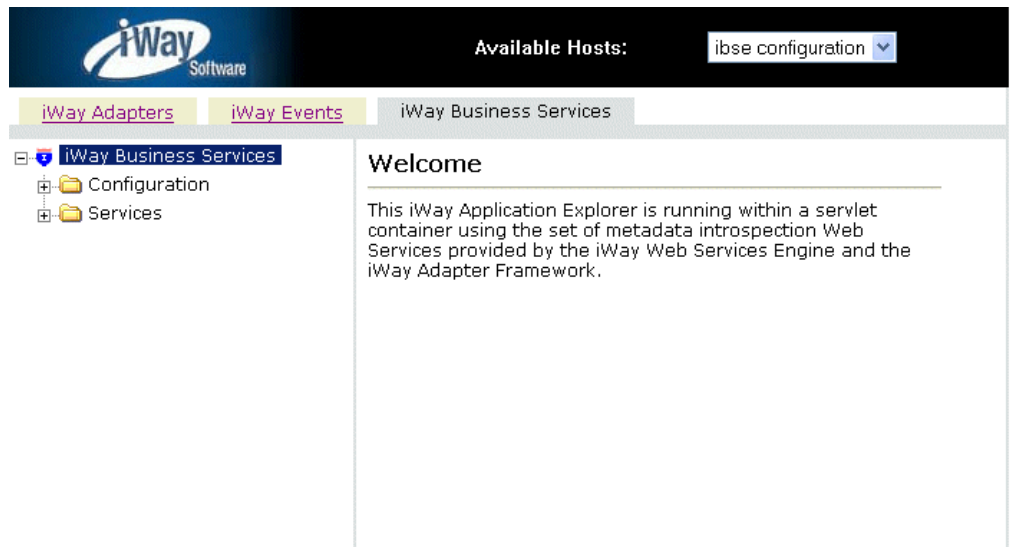 iWay
Software
Available Hosts:
ibse configuration
iWay Adapters
iWay Events
iWay Business Services
iWay Business Services
Configuration
Services
Welcome
This iWay Application Explorer is running within a servlet
container using the set of metadata introspection Web
Services provided by the iWay Web Services Engine and the
iWay Adapter Framework.